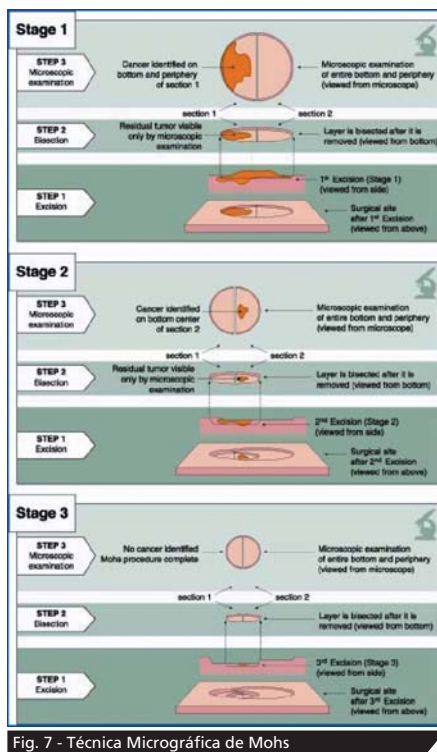 Stage 1
STEP 3
Microscopic
examination
Cancer identified on
bottom and periphery
of section 1
Microscopic examination
of entire bottom and periphery
(viewed from microscope)
section 1
section 2
STEP 2
Bisection
Residual tumor visible
only by microscopic
examination
Layer is bisected after it is
removed (viewed from bottom)
STEP 1
Excision
1st Excision (Stage 1)
(viewed from side)
Surgical site
after 1st Excision
(viewed from above)
Stage 2
STEP 3
Microscopic
examination
Cancer identified
on bottom center
of section 2
Microscopic examination
of entire bottom and periphery
(viewed from microscope)
section 1
section 2
STEP 2
Bisection
Residual tumor visible
only by microscopic
examination
Layer is bisected after it is
removed (viewed from bottom)
STEP 1
Excision
2nd Excision (Stage 2)
(viewed from side)
Surgical site
after 2nd Excision
(viewed from above)
Stage 3
STEP 3
Microscopic
examination
No cancer identified
Mohs procedure complete
Microscopic examination
of entire bottom and periphery
(viewed from microscope)
section 1
section 2
STEP 2
Bisection
Layer is bisected after it is
removed (viewed from bottom)
STEP 1
Excision
3rd Excision (Stage 3)
(viewed from side)
Surgical site
after 3rd Excision
(viewed from above)
Fig. 7 - Técnica Micrográfica de Mohs